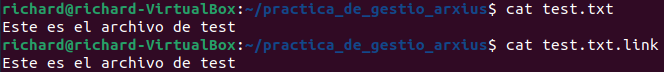 richard@richard-VirtualBox:~/practica_de_gestio_arxius$ cat test.txt
Este es el archivo de test
richard@richard-VirtualBox:~/practica_de_gestio_arxius$ cat test.txt.link
Este es el archivo de test